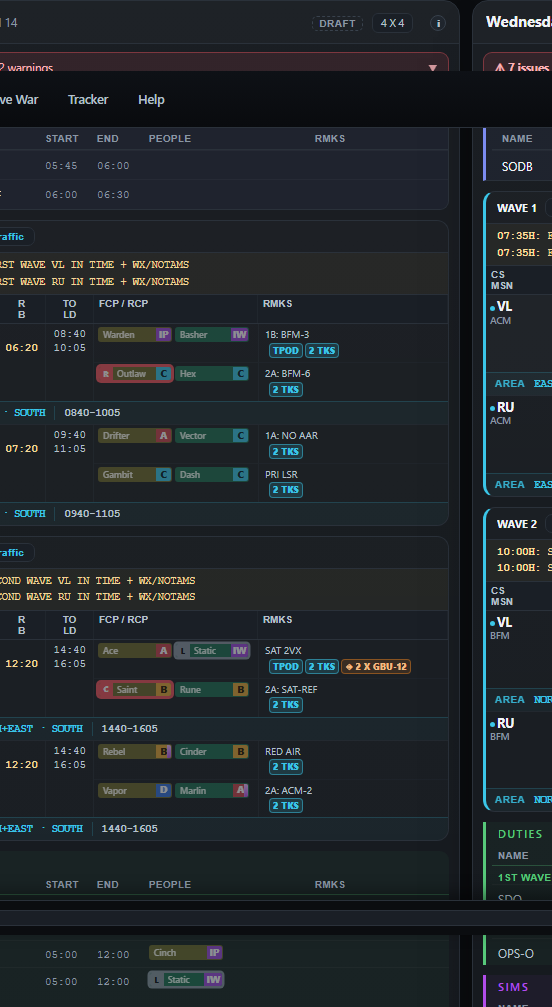 14 DRAFT 4 X 4 i
2 warnings ▼
ve War Tracker Help
START END PEOPLE RMKS
05:45 06:00
06:00 06:30
raffic
RST WAVE VL IN TIME + WX/NOTAMS
RST WAVE RU IN TIME + WX/NOTAMS
R TO FCP / RCP RMKS
B LD
06:20 08:40 Warden IP Basher IW 1B: BFM-3
10:05 TPOD 2 TKS
R Outlaw C Hex C 2A: BFM-6
2 TKS
· SOUTH 0840-1005
07:20 09:40 Drifter A Vector C 1A: NO AAR
11:05 2 TKS
Gambit C Dash C PRI LSR
2 TKS
· SOUTH 0940-1105
raffic
COND WAVE VL IN TIME + WX/NOTAMS
COND WAVE RU IN TIME + WX/NOTAMS
R TO FCP / RCP RMKS
B LD
12:20 14:40 Ace A L Static IW SAT 2VX
16:05 TPOD 2 TKS ◆ 2 X GBU-12
C Saint B Rune B 2A: SAT-REF
2 TKS
H+EAST · SOUTH 1440-1605
12:20 14:40 Rebel B Cinder B RED AIR
16:05 2 TKS
Vapor D Marlin A 2A: ACM-2
2 TKS
H+EAST · SOUTH 1440-1605
START END PEOPLE RMKS
05:00 12:00 Cinch IP
05:00 12:00 L Static IW
Wednesda
⚠ 7 issues
NAME
SODB
WAVE 1
07:35H: E
07:35H:
CS
MSN
VL
ACM
AREA EAS
RU
ACM
AREA EAS
WAVE 2
10:00H: S
10:00H: S
CS
MSN
VL
BFM
AREA NOR
RU
BFM
AREA NOR
DUTIES
NAME
1ST WAVE
SDO
OPS-O
SIMS
NAME